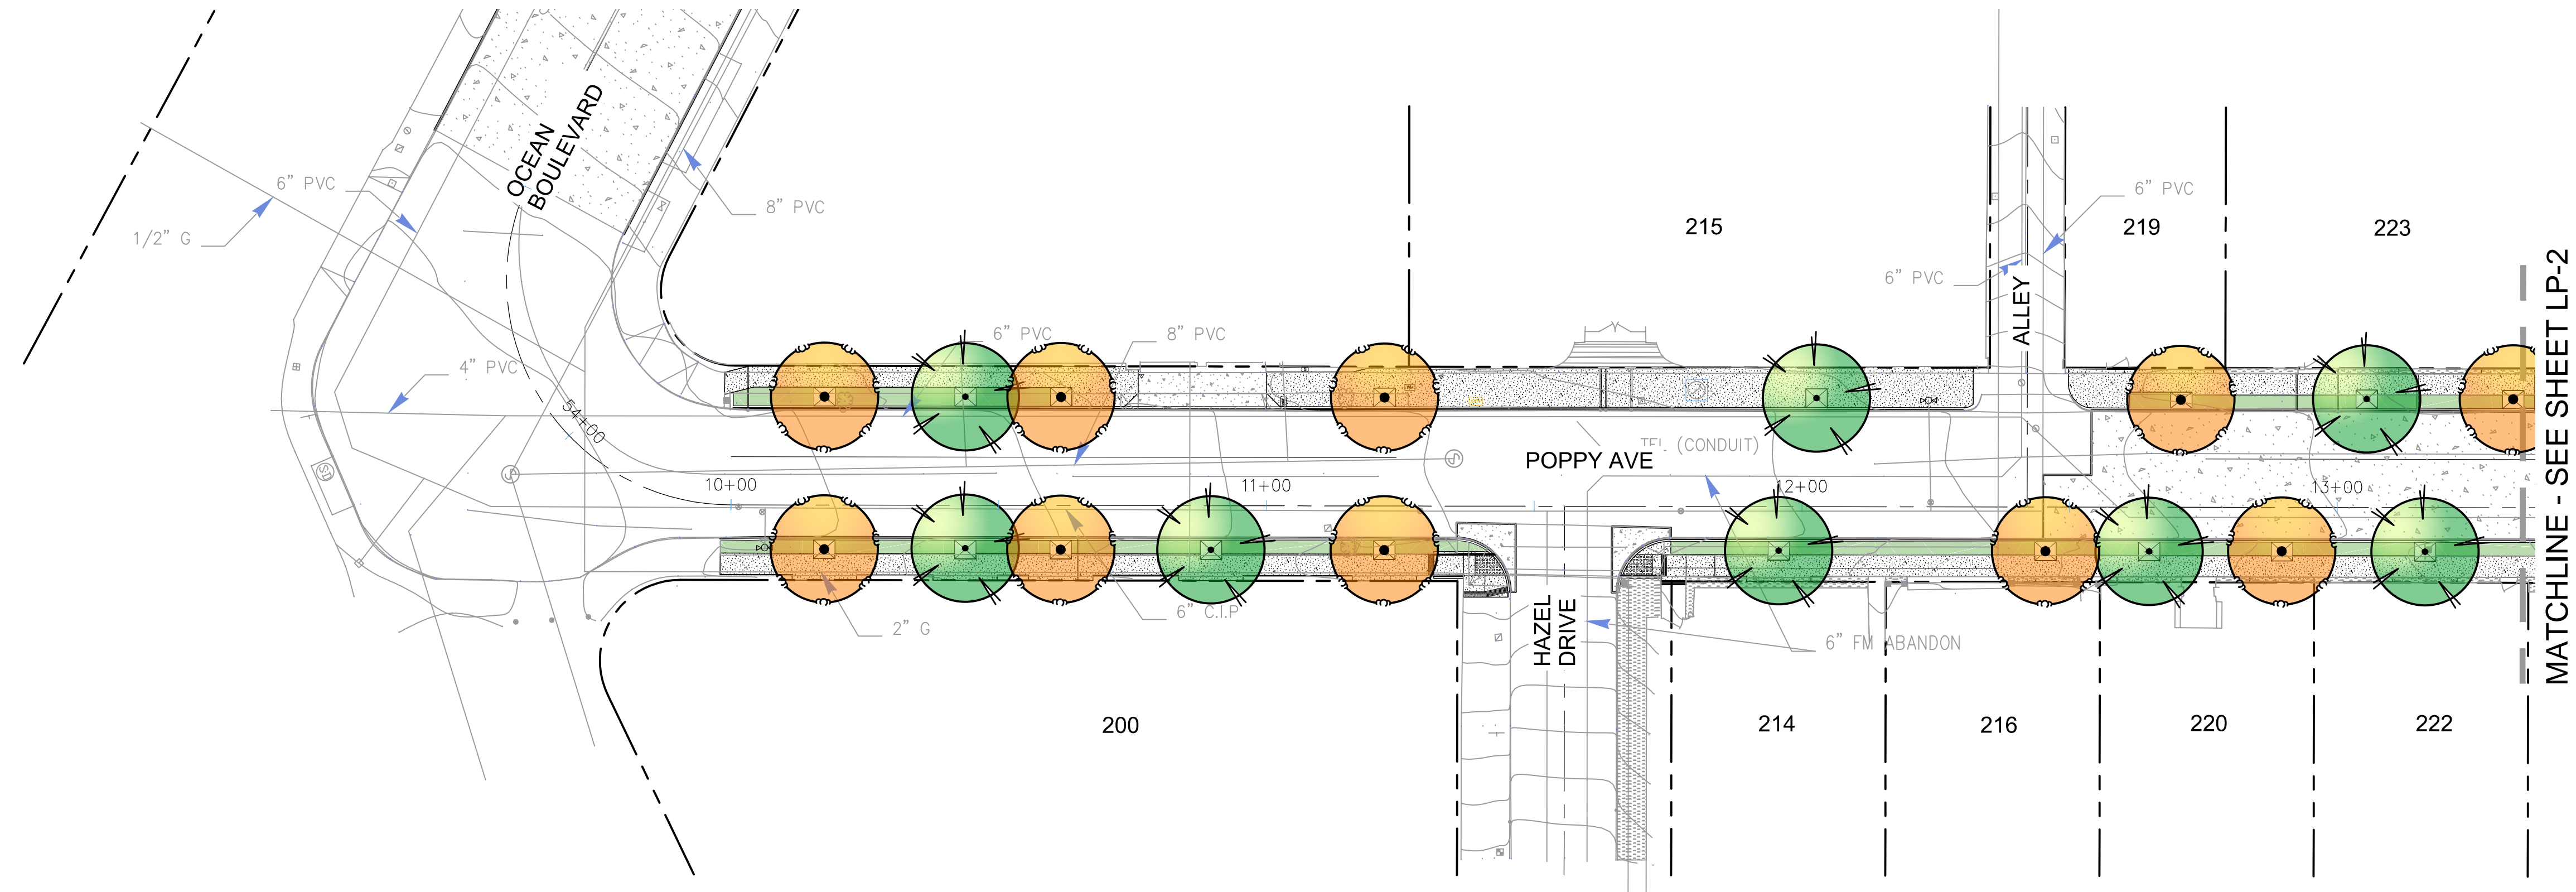 OCEAN
BOULEVARD
6" PVC
1/2" G
8" PVC
4" PVC
54+00
6" PVC
8" PVC
215
6" PVC
6" PVC
ALLEY
219
223
MATCHLINE - SEE SHEET LP-2
TEL (CONDUIT)
POPPY AVE
10+00
11+00
12+00
13+00
2" G
6" C.I.P
HAZEL
DRIVE
6" FM ABANDON
200
214
216
220
222